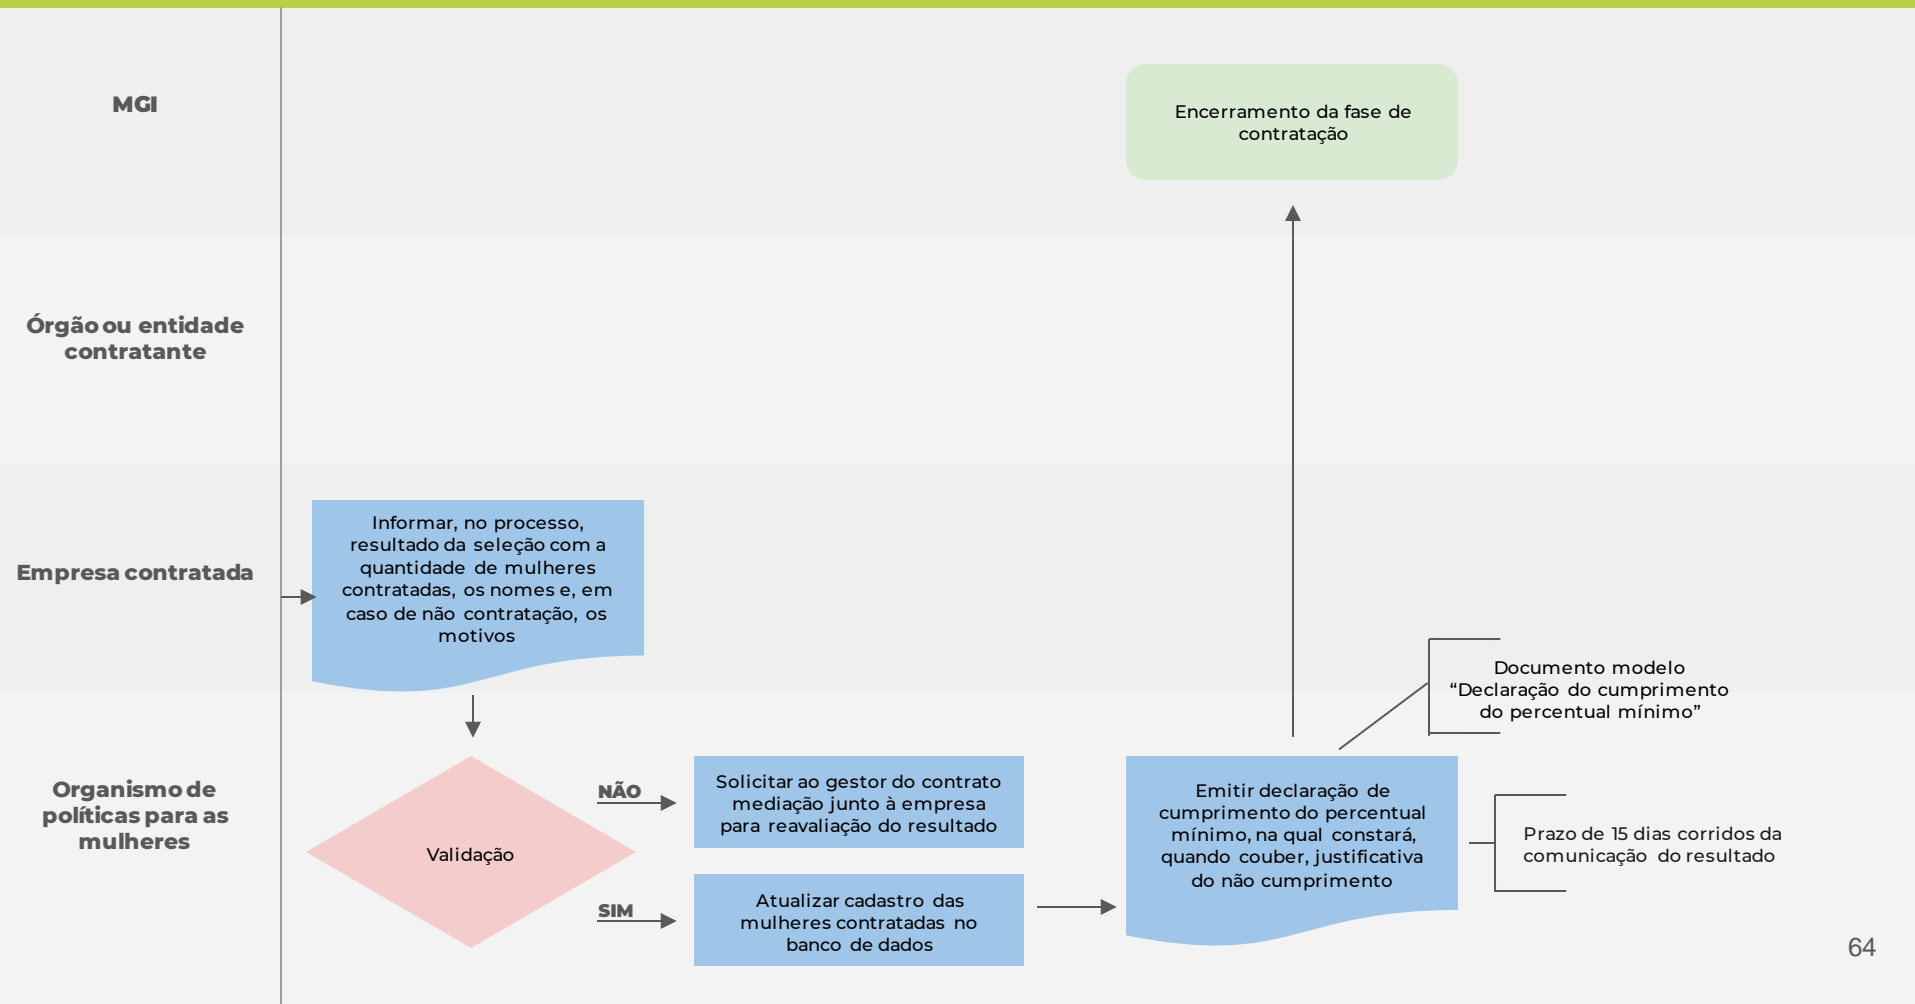 MGI
Encerramento da fase de
contratação
Órgão ou entidade
contratante
Empresa contratada
Informar, no processo,
resultado da seleção com a
quantidade de mulheres
contratadas, os nomes e, em
caso de não contratação, os
motivos
Documento modelo
“Declaração do cumprimento
do percentual mínimo”
Organismo de
políticas para as
mulheres
Validação
NÃO
Solicitar ao gestor do contrato
mediação junto à empresa
para reavaliação do resultado
SIM
Atualizar cadastro das
mulheres contratadas no
banco de dados
Emitir declaração de
cumprimento do percentual
mínimo, na qual constará,
quando couber, justificativa
do não cumprimento
Prazo de 15 dias corridos da
comunicação do resultado
64